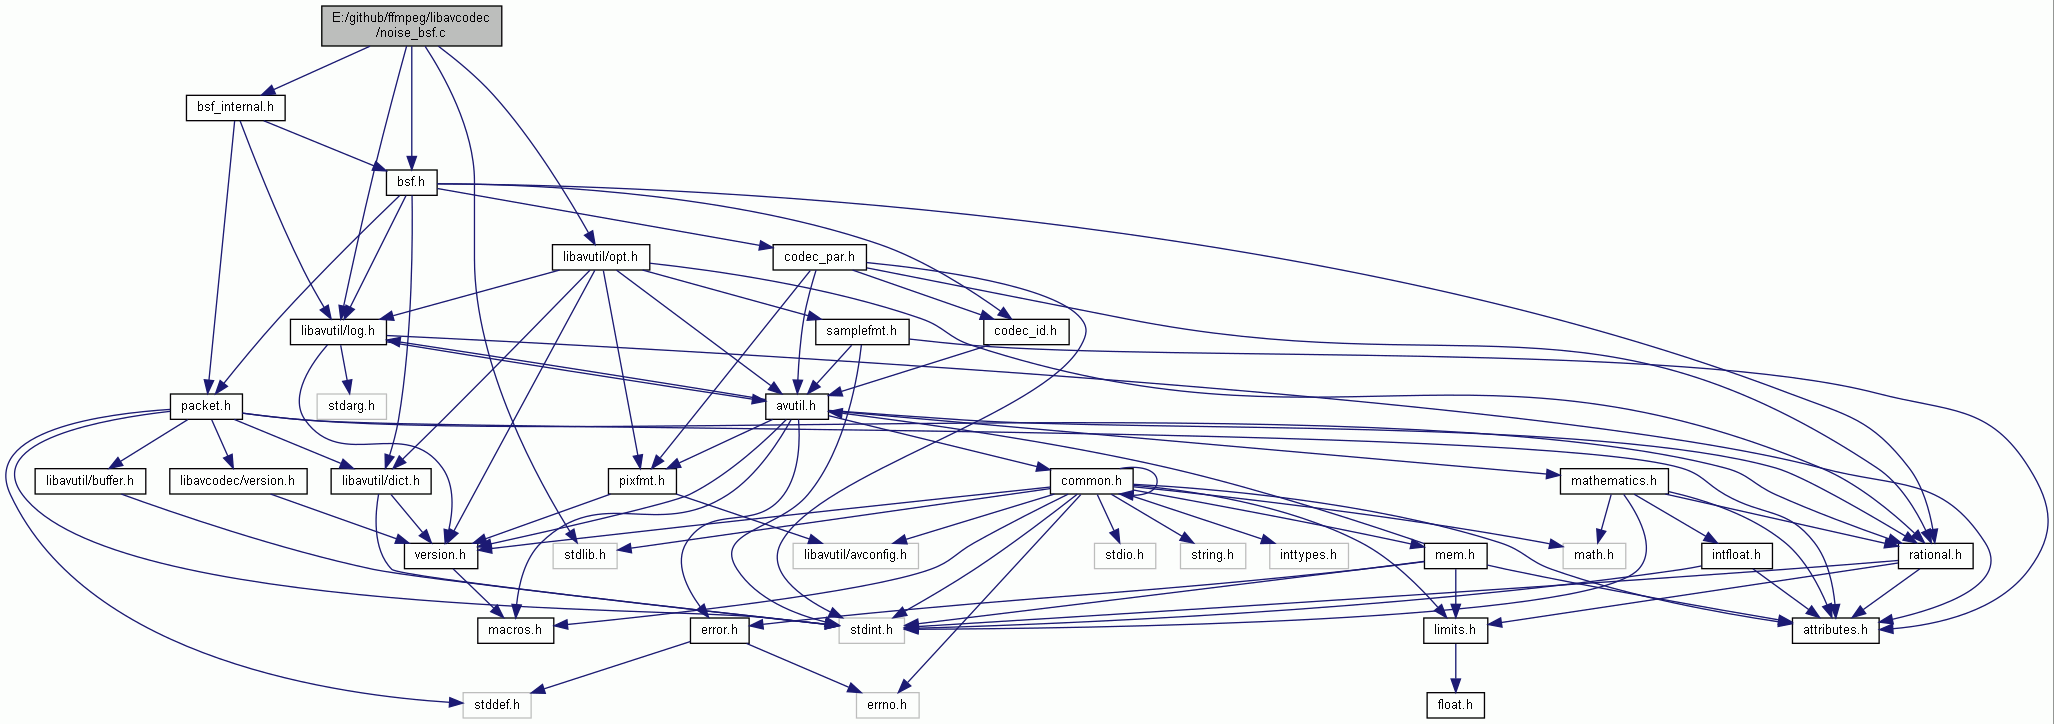 E:/github/ffmpeg/libavcodec
/noise_bsf.c
bsf_internal.h
bsf.h
libavutil/opt.h
codec_par.h
libavutil/log.h
samplefmt.h
codec_id.h
packet.h
stdarg.h
avutil.h
libavutil/buffer.h
libavcodec/version.h
libavutil/dict.h
pixfmt.h
common.h
mathematics.h
version.h
stdlib.h
libavutil/avconfig.h
stdio.h
string.h
inttypes.h
mem.h
math.h
intfloat.h
rational.h
macros.h
error.h
stdint.h
limits.h
attributes.h
stddef.h
errno.h
float.h